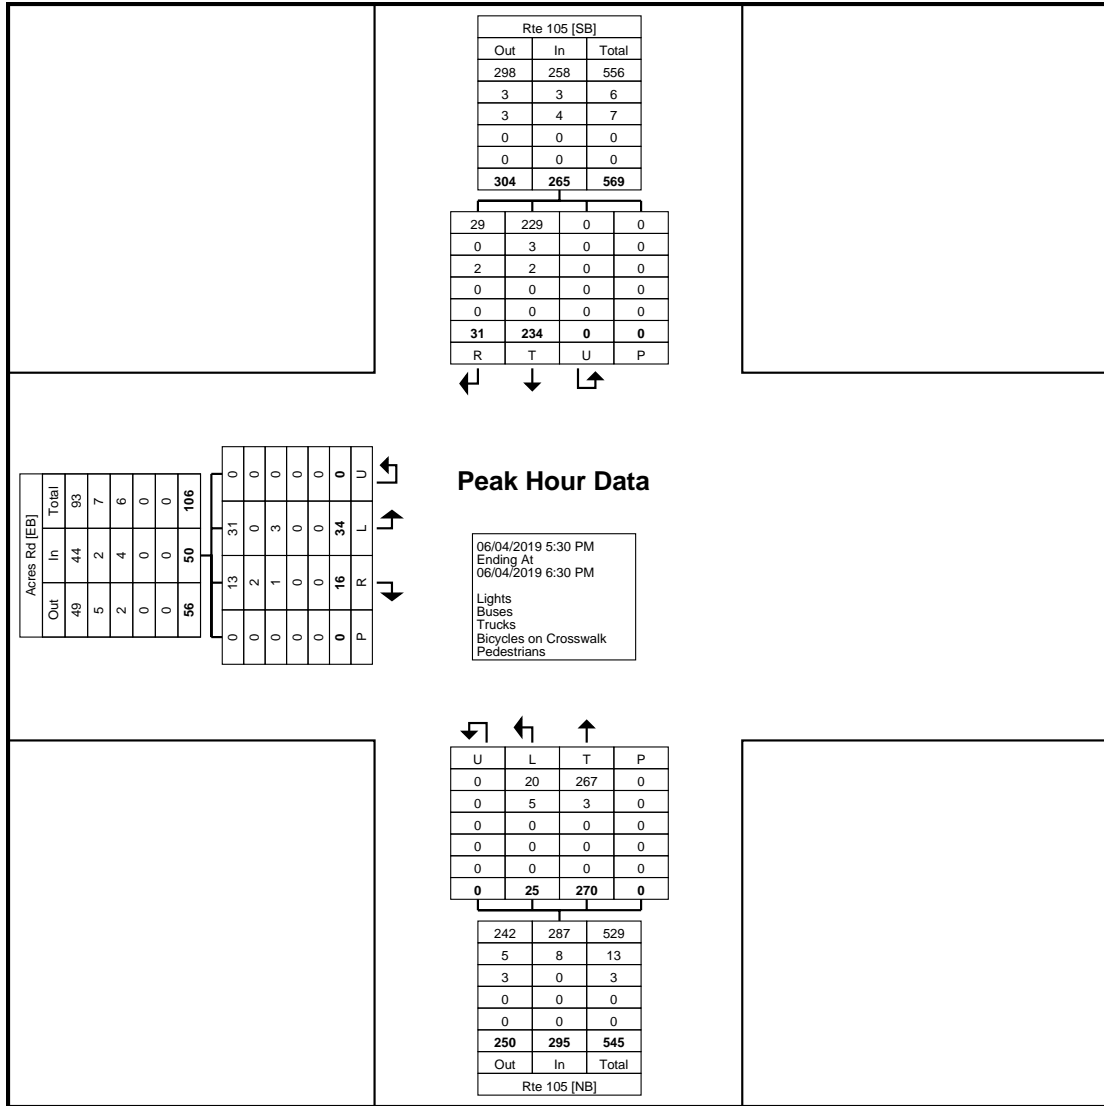 Rte 105 [SB]
Out In Total
298 258 556
3 3 6
3 4 7
0 0 0
0 0 0
304 265 569
29 229 0 0
0 3 0 0
2 2 0 0
0 0 0 0
0 0 0 0
31 234 0 0
R T U P
Acres Rd [EB]
Out In Total
49 44 93
5 2 7
2 4 6
0 0 0
0 0 0
56 50 106
0 13 31 0
0 2 0 0
0 1 3 0
0 0 0 0
0 0 0 0
0 16 34 0
P R L U
Peak Hour Data
06/04/2019 5:30 PM
Ending At
06/04/2019 6:30 PM
Lights
Buses
Trucks
Bicycles on Crosswalk
Pedestrians
U L T P
0 20 267 0
0 5 3 0
0 0 0 0
0 0 0 0
0 0 0 0
0 25 270 0
242 287 529
5 8 13
3 0 3
0 0 0
0 0 0
250 295 545
Out In Total
Rte 105 [NB]